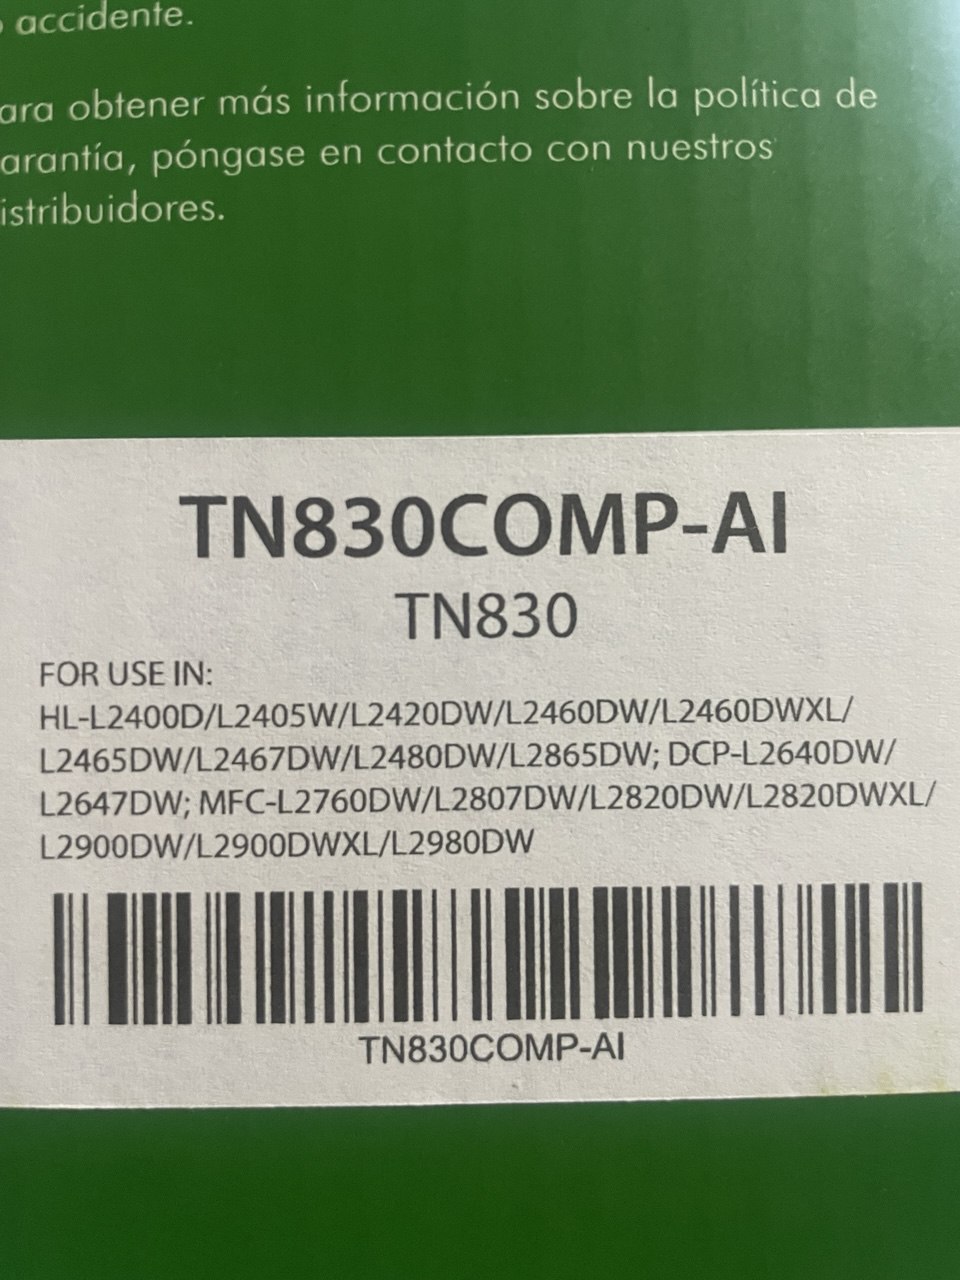 accidente.
ara obtener más información sobre la política de
arantía, póngase en contacto con nuestros
istribuidores.
TN830COMP-AI
TN830
FOR USE IN:
HL-L2400D/L2405W/L2420DW/L2460DW/L2460DWXL/
L2465DW/L2467DW/L2480DW/L2865DW; DCP-L2640DW/
L2647DW; MFC-L2760DW/L2807DW/L2820DW/L2820DWXL/
L2900DW/L2900DWXL/L2980DW
TN830COMP-AI